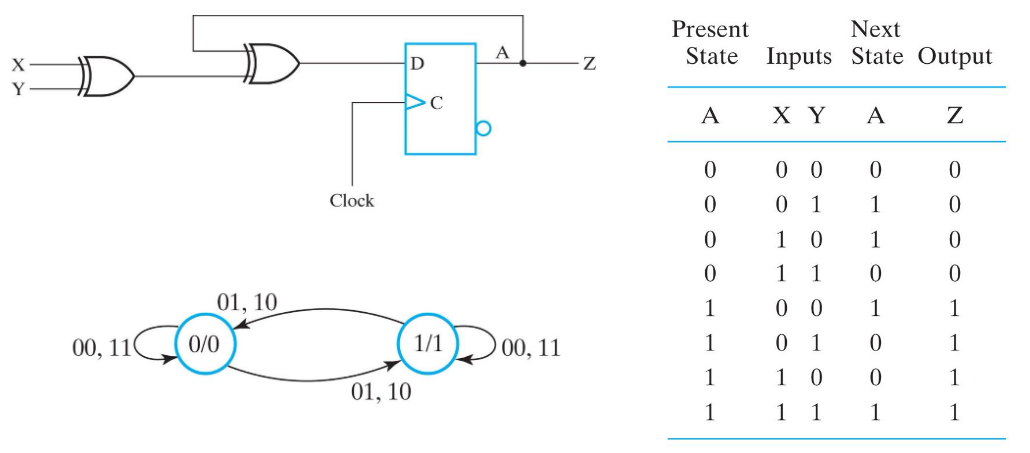 X
Y
D
C
A
Z
Clock
01, 10
00, 11
0/0
1/1
00, 11
01, 10
Present Next
State Inputs State Output
A X Y A Z
0 0 0 0 0
0 0 1 1 0
0 1 0 1 0
0 1 1 0 0
1 0 0 1 1
1 0 1 0 1
1 1 0 0 1
1 1 1 1 1